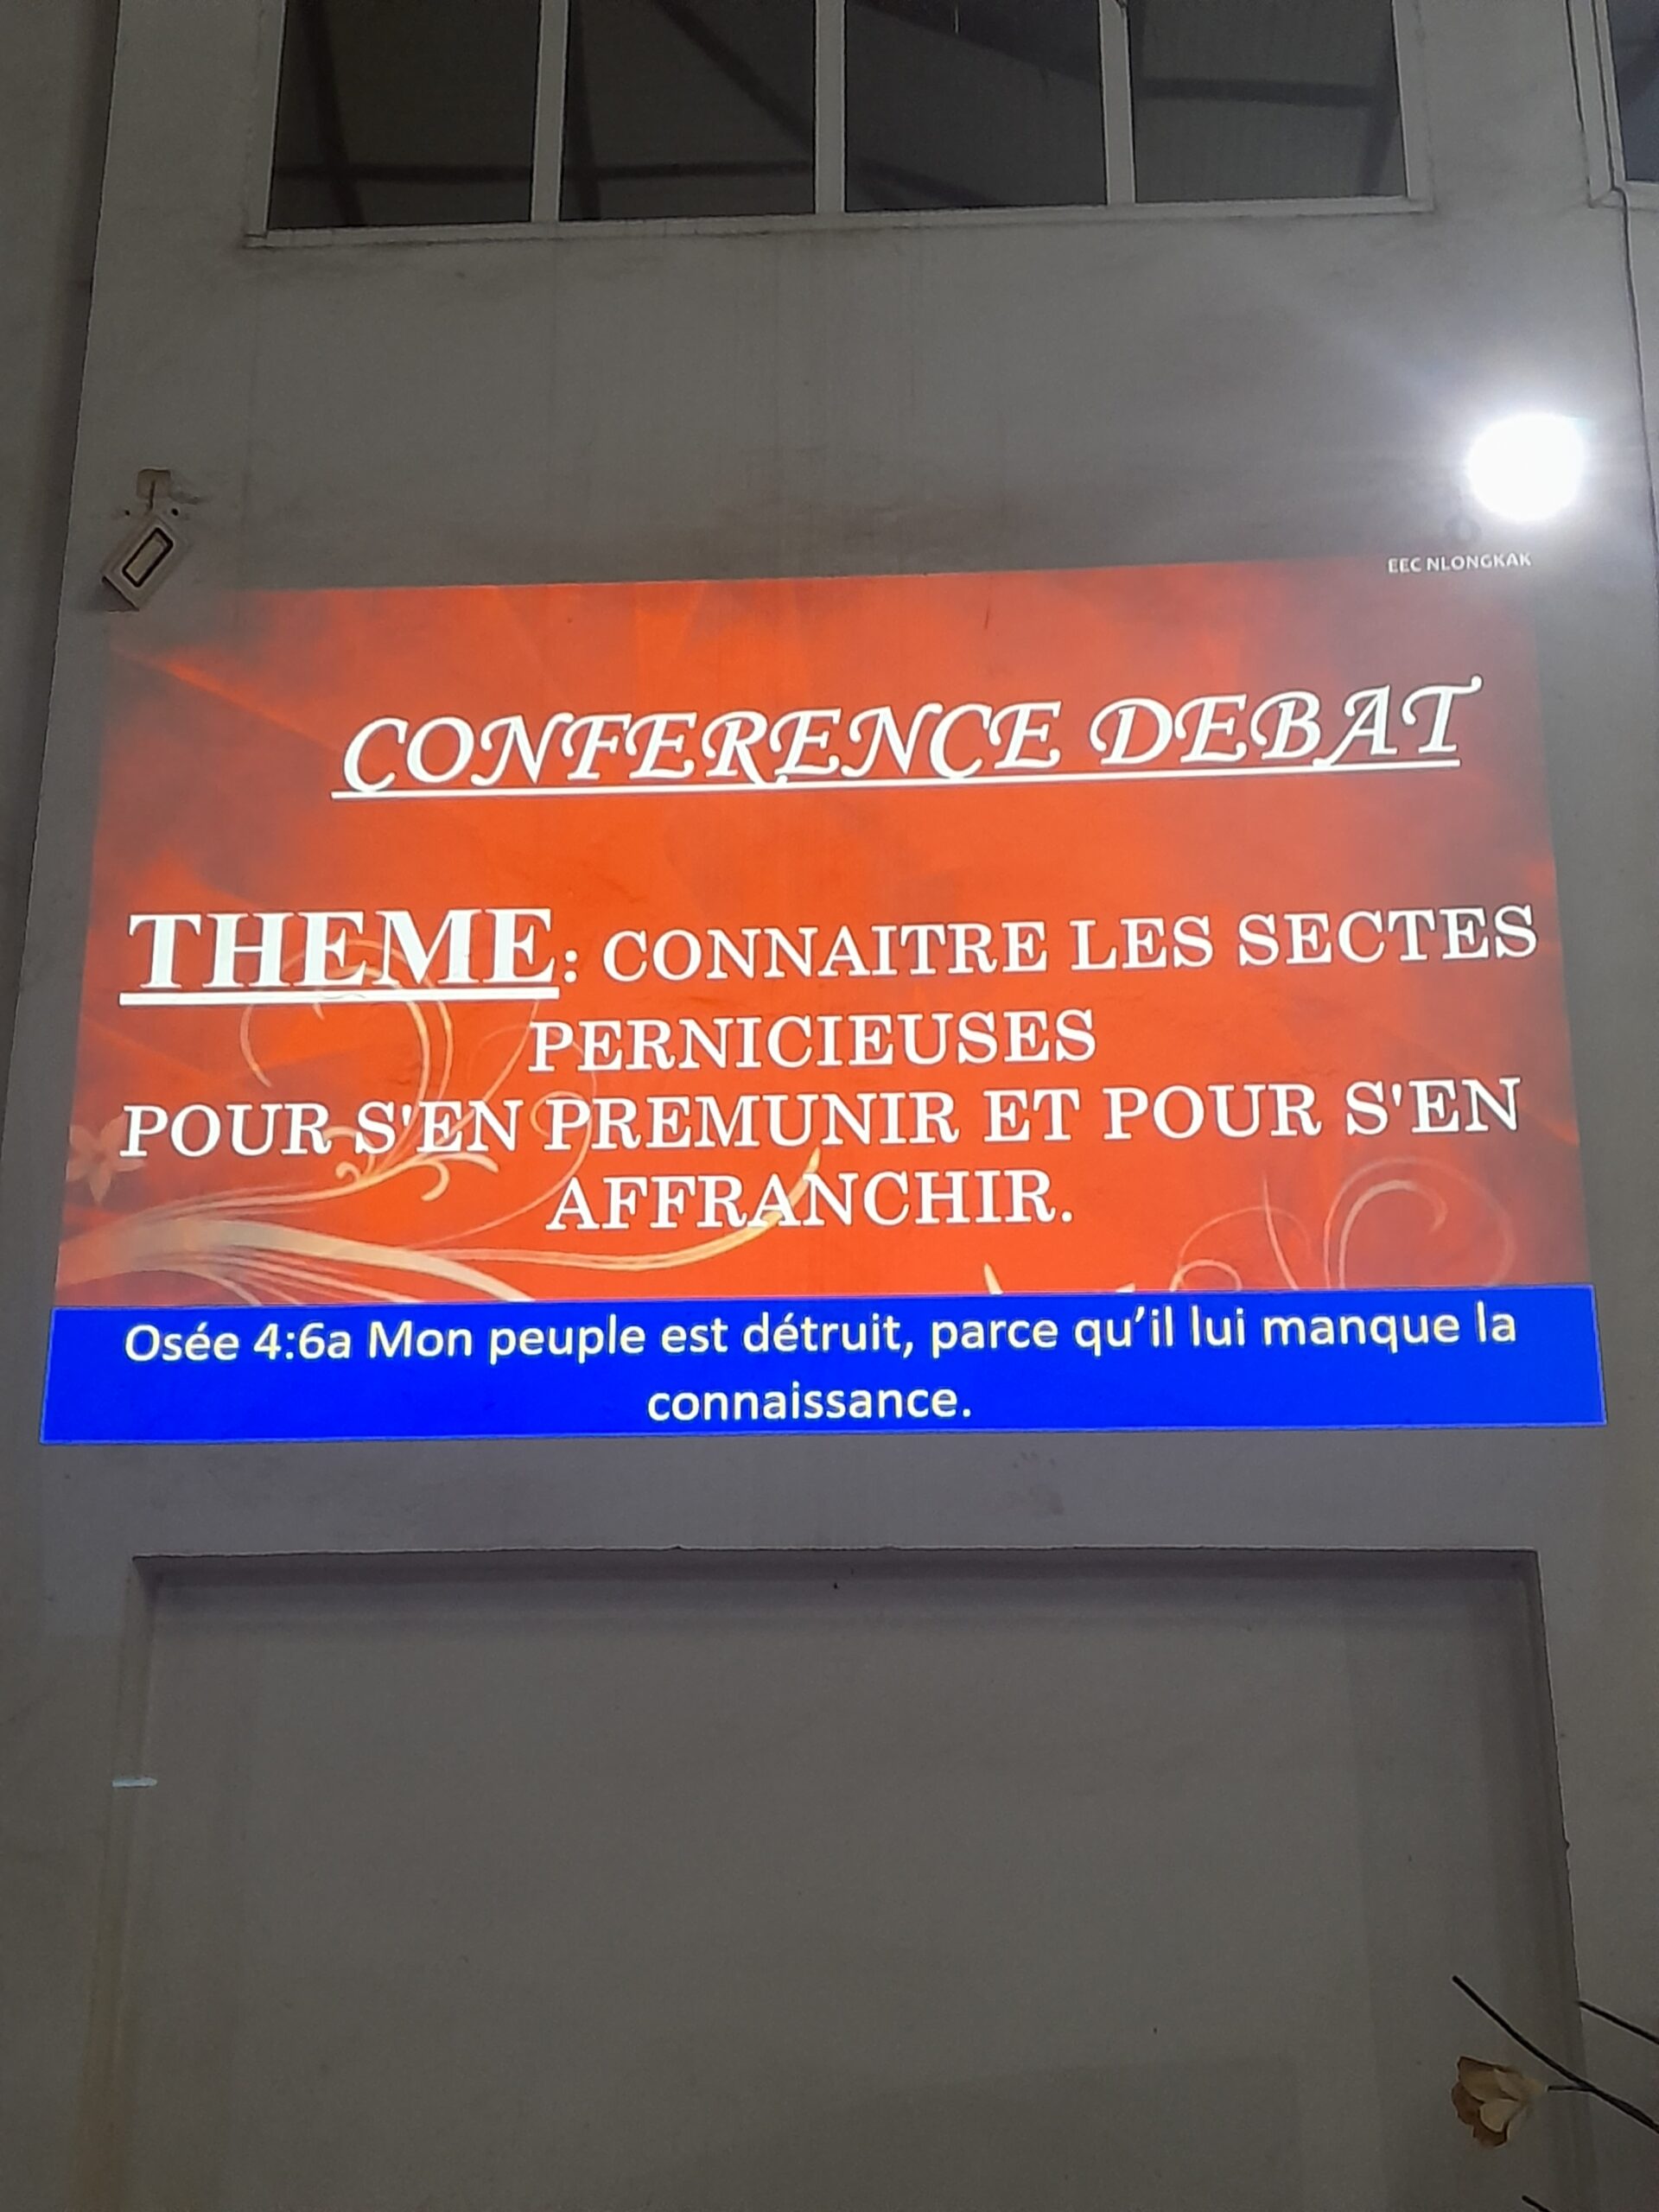 EEC NLONGKAK
CONFERENCE DEBAT
THEME: CONNAITRE LES SECTES
PERNICIEUSES
POUR S'EN PREMUNIR ET POUR S'EN
AFFRANCHIR.
Osée 4:6a Mon peuple est détruit, parce qu’il lui manque la
connaissance.